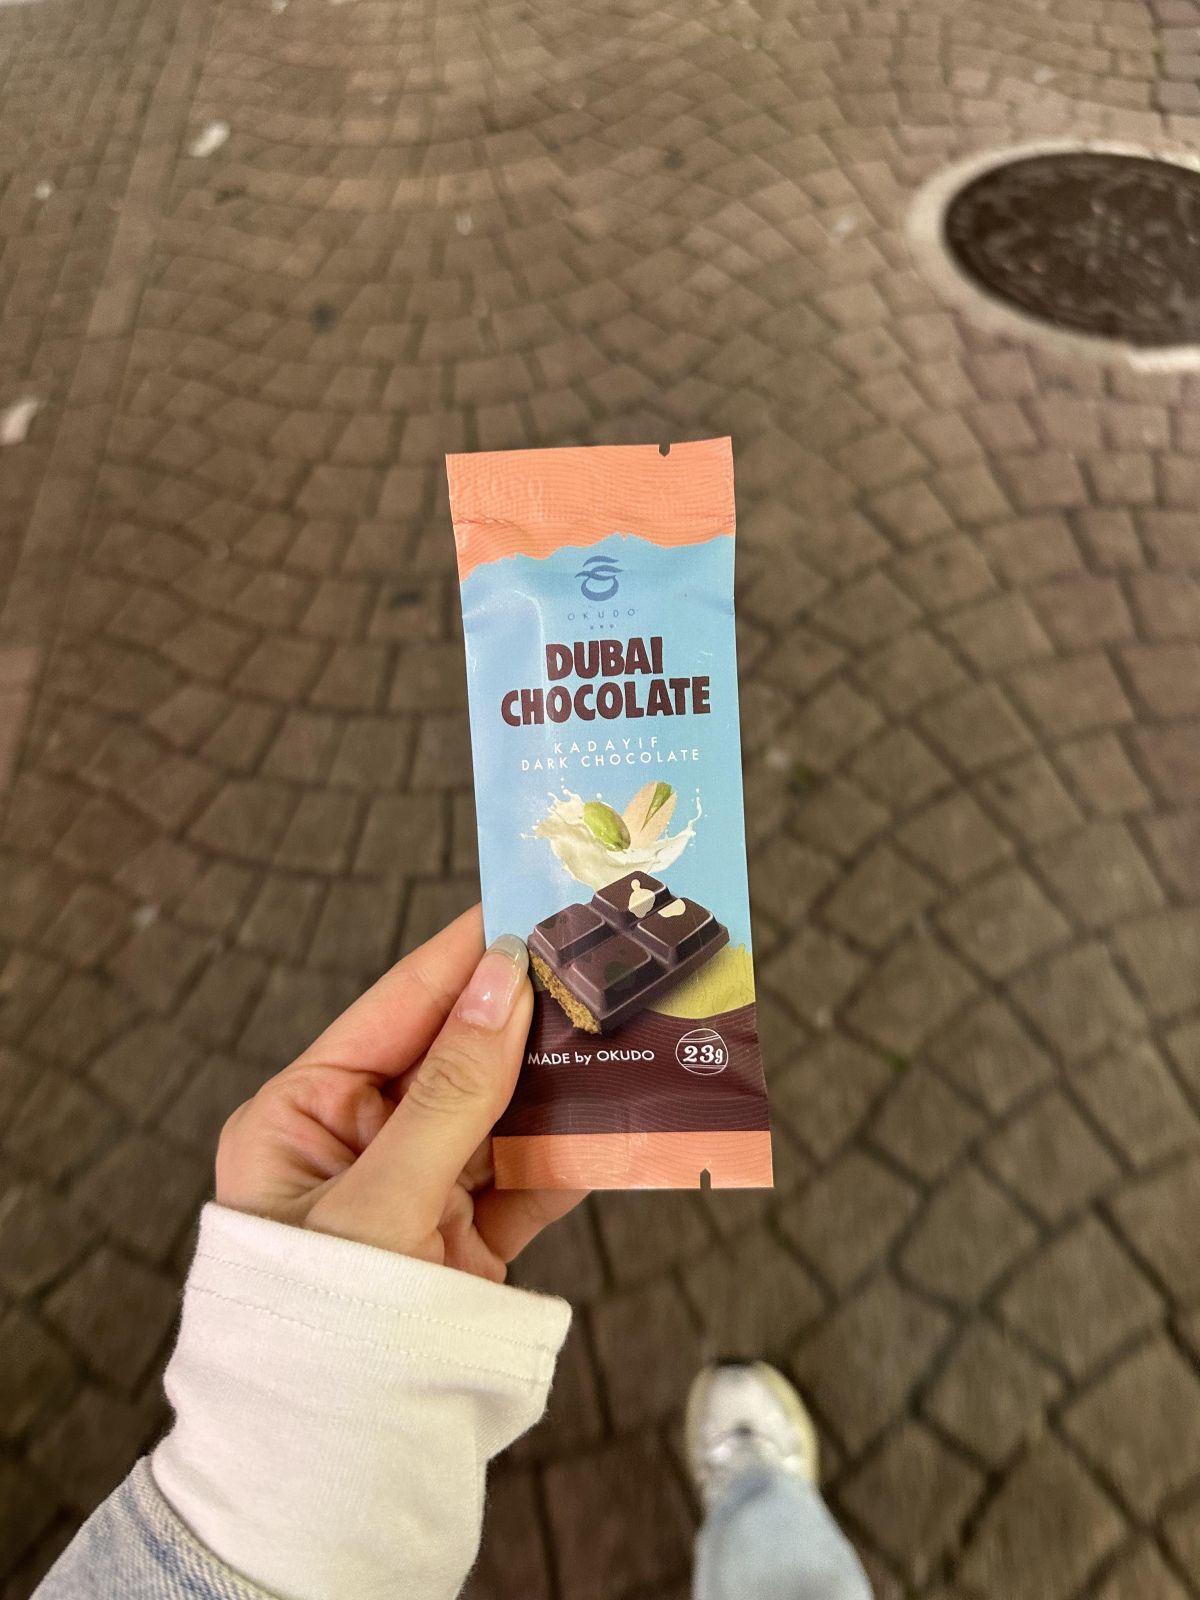 OKUDO
DUBAI
CHOCOLATE
KADAYIF
DARK CHOCOLATE
MADE by OKUDO
23g